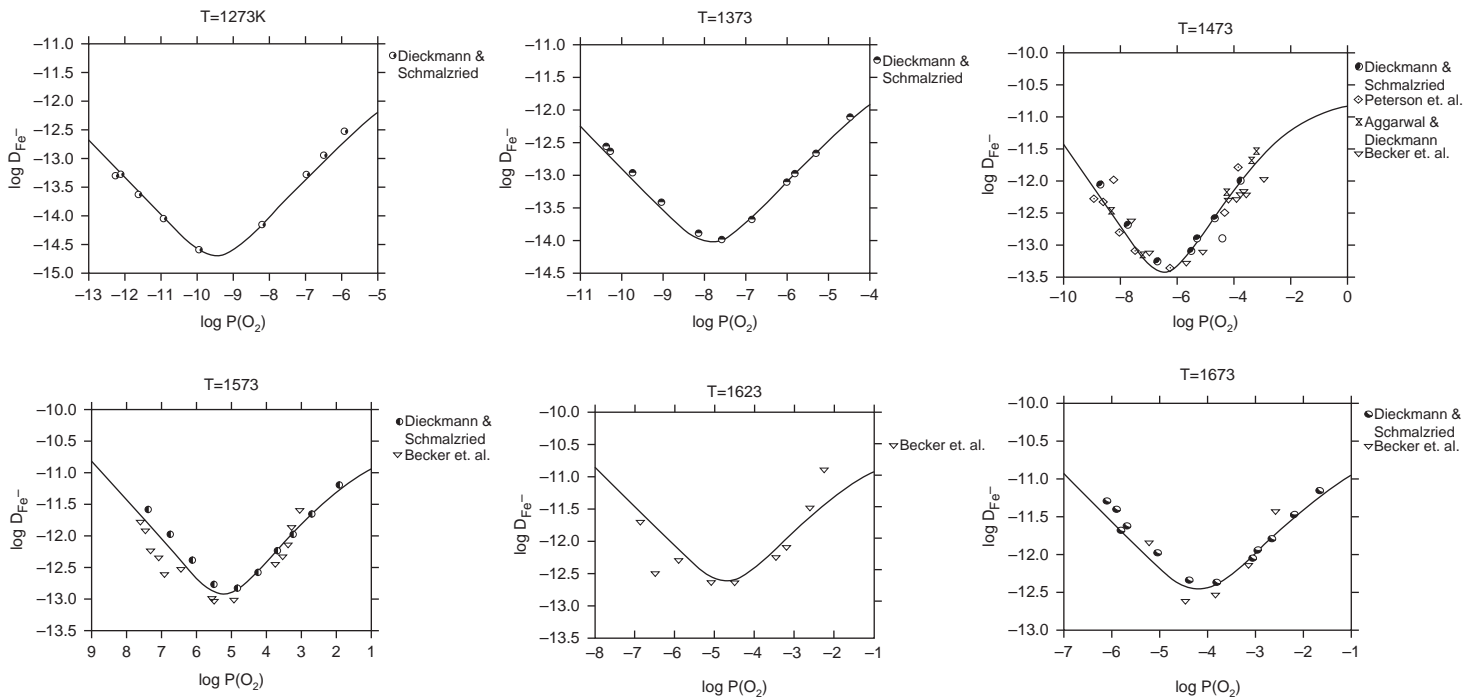 T=1273K
–11.0
–11.5
–12.0
–12.5
–13.0
–13.5
–14.0
–14.5
–15.0
–13 –12 –11 –10 –9 –8 –7 –6 –5
log D Fe–
log P(O2)
Dieckmann &
Schmalzried
T=1373
–11.0
–11.5
–12.0
–12.5
–13.0
–13.5
–14.0
–14.5
–11 –10 –9 –8 –7 –6 –5 –4
log D Fe–
log P(O2)
Dieckmann &
Schmalzried
T=1473
–10.0
–10.5
–11.0
–11.5
–12.0
–12.5
–13.0
–13.5
–10 –8 –6 –4 –2 0
log D Fe–
log P(O2)
Dieckmann &
Schmalzried
Peterson et. al.
Aggarwal &
Dieckmann
Becker et. al.
T=1573
–10.0
–10.5
–11.0
–11.5
–12.0
–12.5
–13.0
–13.5
9 8 7 6 5 4 3 2 1
log D Fe–
log P(O2)
Dieckmann &
Schmalzried
Becker et. al.
T=1623
–10.0
–10.5
–11.0
–11.5
–12.0
–12.5
–13.0
–13.5
–8 –7 –6 –5 –4 –3 –2 –1
log D Fe–
log P(O2)
Becker et. al.
T=1673
–10.0
–10.5
–11.0
–11.5
–12.0
–12.5
–13.0
–7 –6 –5 –4 –3 –2 –1
log D Fe–
log P(O2)
Dieckmann &
Schmalzried
Becker et. al.